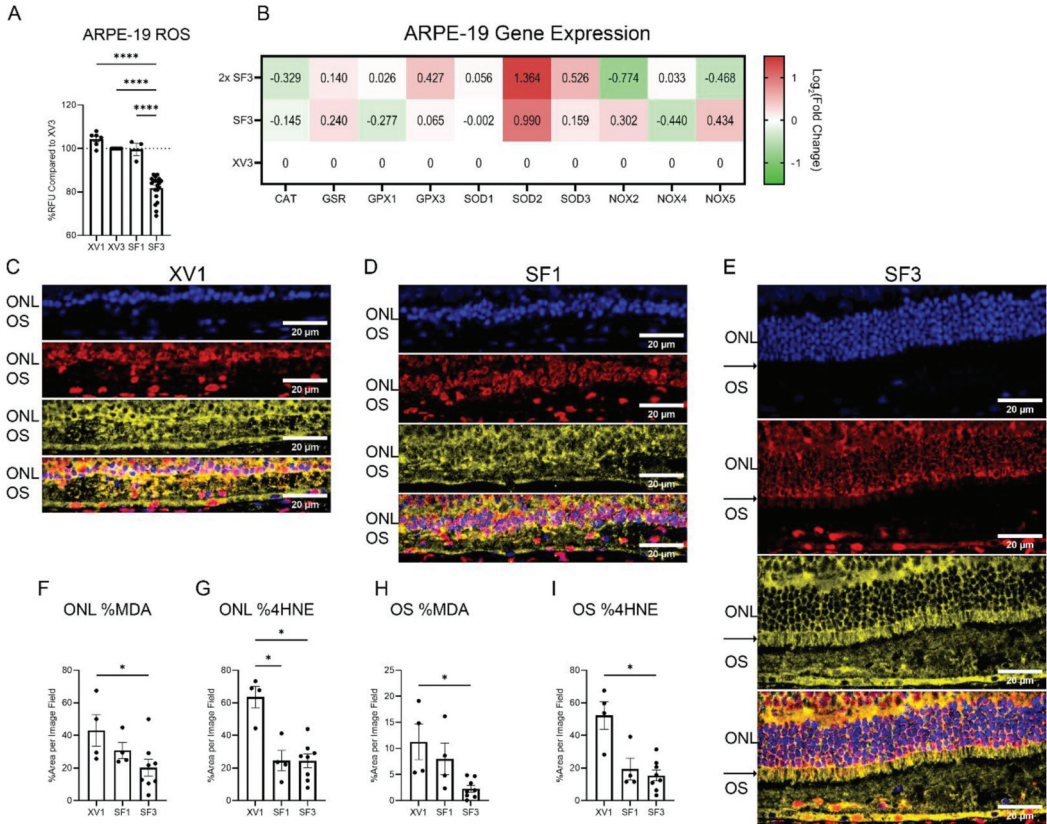 A
ARPE-19 ROS
****
****
****
%RFU Compared to XV3
120
100
80
60
XV1 XV3 SF1 SF3
B
ARPE-19 Gene Expression
2x SF3 -0.329 0.140 0.026 0.427 0.056 1.364 0.526 -0.774 0.033 -0.468
SF3 -0.145 0.240 -0.277 0.065 -0.002 0.990 0.159 0.302 -0.440 0.434
XV3 0 0 0 0 0 0 0 0 0 0
CAT GSR GPX1 GPX3 SOD1 SOD2 SOD3 NOX2 NOX4 NOX5
1
0
-1
Log2(Fold Change)
C
XV1
ONL
OS
20 µm
ONL
OS
20 µm
ONL
OS
20 µm
ONL
OS
20 µm
D
SF1
ONL
OS
20 µm
ONL
OS
20 µm
ONL
OS
20 µm
ONL
OS
20 µm
E
SF3
ONL
OS
20 µm
ONL
OS
20 µm
ONL
OS
20 µm
ONL
OS
20 µm
F
ONL %MDA
*
%Area per Image Field
80
60
40
20
0
XV1 SF1 SF3
G
ONL %4HNE
*
*
%Area per Image Field
80
60
40
20
0
XV1 SF1 SF3
H
OS %MDA
*
%Area per Image Field
25
20
15
10
5
0
XV1 SF1 SF3
I
OS %4HNE
*
%Area per Image Field
80
60
40
20
0
XV1 SF1 SF3